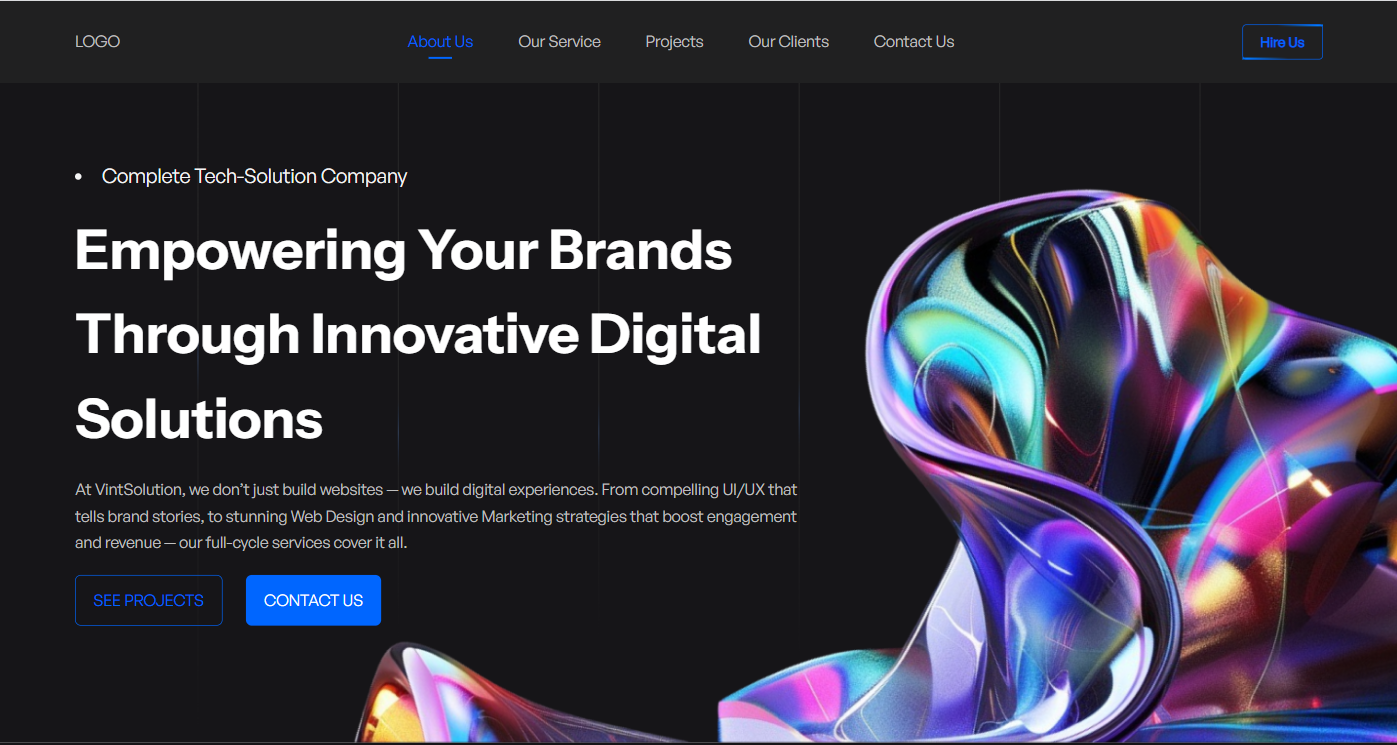 LOGO
About Us
Our Service
Projects
Our Clients
Contact Us
Hire Us
• Complete Tech-Solution Company
Empowering Your Brands
Through Innovative Digital
Solutions
At VintSolution, we don’t just build websites — we build digital experiences. From compelling UI/UX that
tells brand stories, to stunning Web Design and innovative Marketing strategies that boost engagement
and revenue — our full-cycle services cover it all.
SEE PROJECTS
CONTACT US